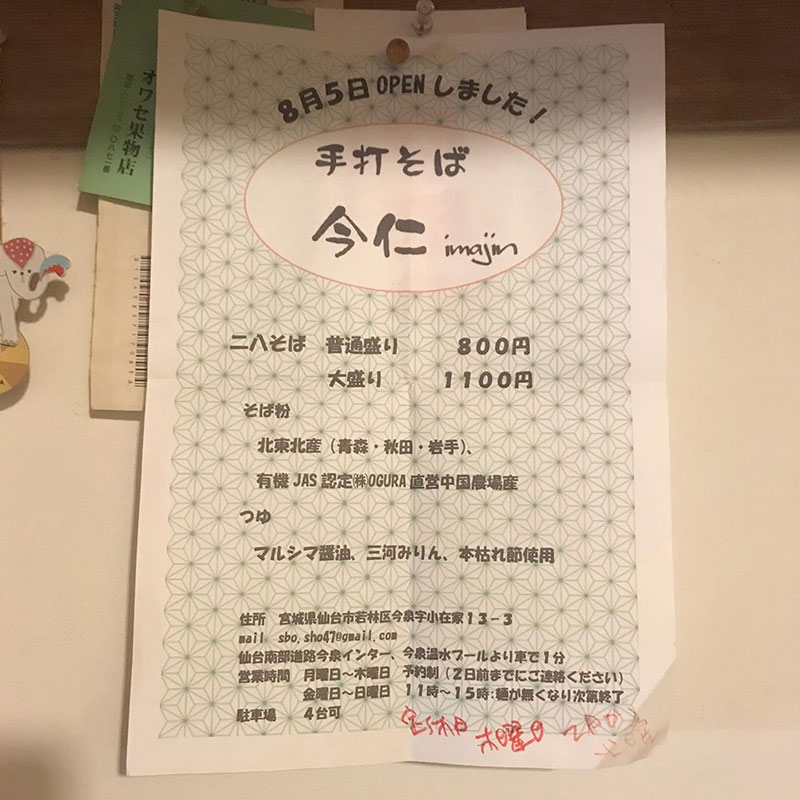 オワセ果物店
8月5日OPENしました！
手打そば
今仁 imajin
二八そば 普通盛り 800円
大盛り 1100円
そば粉
北東北産（青森・秋田・岩手）、
有機JAS認定㈱OGURA直営中国農場産
つゆ
マルシマ醤油、三河みりん、本枯れ節使用
住所 宮城県仙台市若林区今泉字小在家13－3
mail sbo.sho47@gmail.com
仙台南部道路今泉インター、今泉温水プールより車で1分
営業時間 月曜日～木曜日 予約制（2日前までにご連絡ください）
金曜日～日曜日 11時～15時:麺が無くなり次第終了
駐車場 4台可
定休日 木曜日